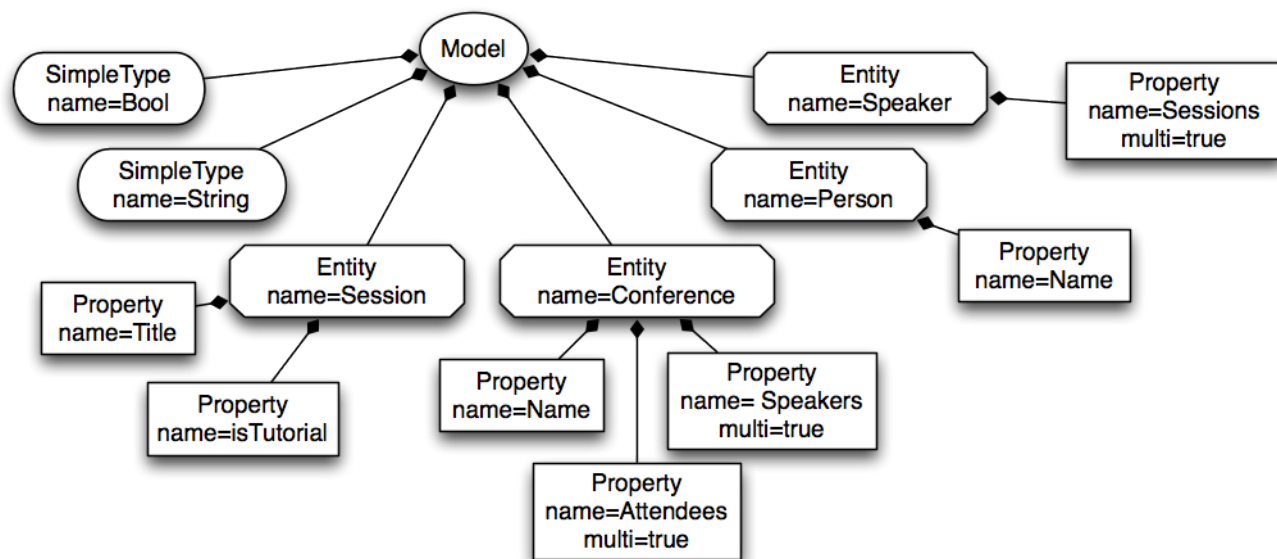 Model
SimpleType
name=Bool
Entity
name=Speaker
Property
name=Sessions
multi=true
SimpleType
name=String
Entity
name=Person
Property
name=Name
Entity
name=Session
Entity
name=Conference
Property
name=Title
Property
name=isTutorial
Property
name=Name
Property
name= Speakers
multi=true
Property
name=Attendees
multi=true